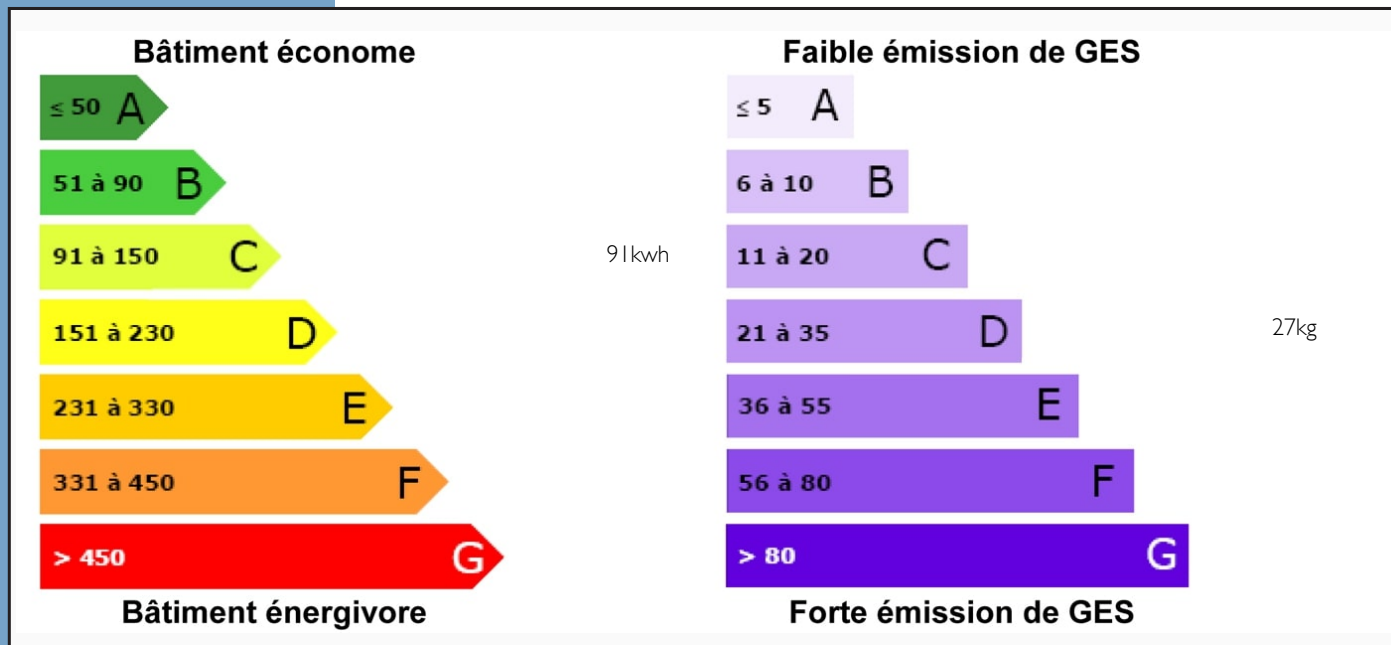 Bâtiment économe
≤ 50 A
51 à 90 B
91 à 150 C
91kwh
151 à 230 D
231 à 330 E
331 à 450 F
> 450 G
Bâtiment énergivore
Faible émission de GES
≤ 5 A
6 à 10 B
11 à 20 C
21 à 35 D
27kg
36 à 55 E
56 à 80 F
> 80 G
Forte émission de GES